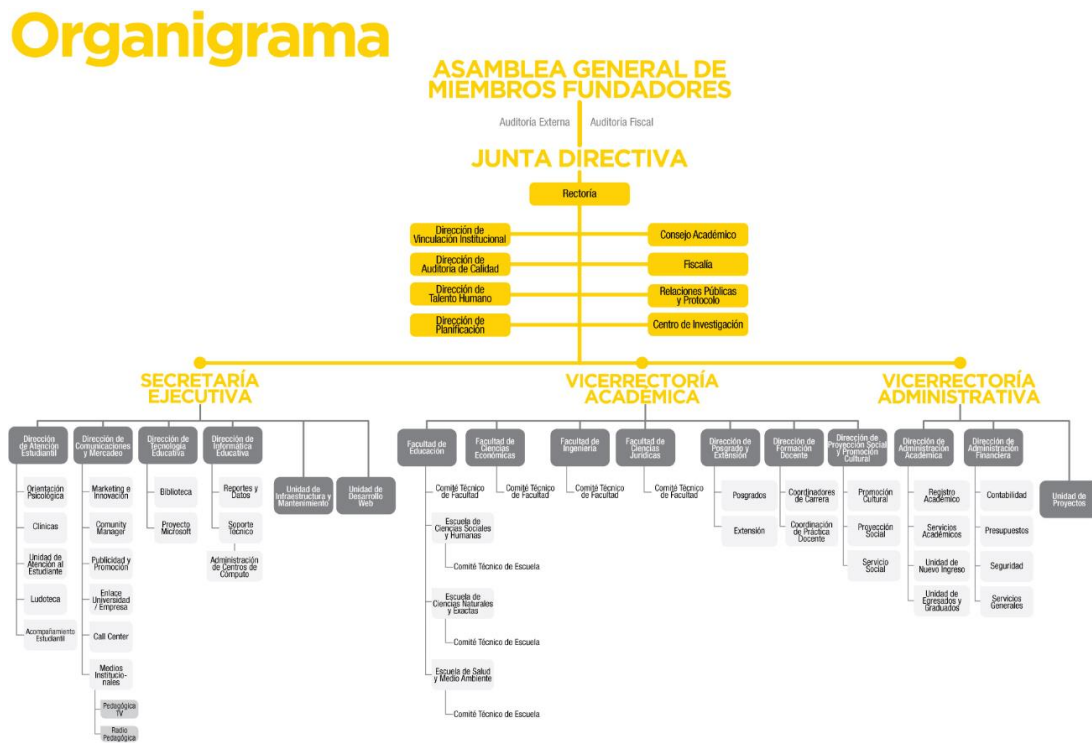 Organigrama
ASAMBLEA GENERAL DE
MIEMBROS FUNDADORES
Auditoría Externa
Auditoría Fiscal
JUNTA DIRECTIVA
Rectoría
Dirección de
Vinculación Institucional
Consejo Académico
Dirección de
Auditoría de Calidad
Fiscalía
Dirección de
Talento Humano
Relaciones Públicas
y Protocolo
Dirección de
Planificación
Centro de Investigación
SECRETARÍA
EJECUTIVA
Dirección
de Atención
Estudiantil
Orientación
Psicológica
Clínicas
Unidad de
Atención al
Estudiante
Ludoteca
Acompañamiento
Estudiantil
Dirección de
Comunicaciones
y Mercadeo
Marketing e
Innovación
Comunity
Manager
Publicidad y
Promoción
Enlace
Universidad
/ Empresa
Call Center
Medios
Institucio-
nales
Pedagógica
TV
Radio
Pedagógica
Dirección de
Tecnología
Educativa
Biblioteca
Proyecto
Microsoft
Dirección de
Informática
Educativa
Reportes y
Datos
Soporte
Técnico
Administración
de Centros de
Cómputo
Unidad de
Infraestructura y
Mantenimiento
Unidad de
Desarrollo
Web
VICERRECTORÍA
ACADÉMICA
Facultad de
Educación
Comité Técnico
de Facultad
Escuela de
Ciencias Sociales
y Humanas
Comité Técnico de Escuela
Escuela de
Ciencias Naturales
y Exactas
Comité Técnico de Escuela
Escuela de Salud
y Medio Ambiente
Comité Técnico de Escuela
Facultad de
Ciencias
Económicas
Comité Técnico
de Facultad
Facultad de
Ingeniería
Comité Técnico
de Facultad
Facultad de
Ciencias
Jurídicas
Comité Técnico
de Facultad
Dirección de
Posgrado y
Extensión
Posgrados
Extensión
Dirección de
Formación
Docente
Coordinadores
de Carrera
Coordinación
de Práctica
Docente
Dirección de
Proyección Social
y Promoción
Cultural
Promoción
Cultural
Proyección
Social
Servicio
Social
VICERRECTORÍA
ADMINISTRATIVA
Dirección de
Administración
Académica
Registro
Académico
Servicios
Académicos
Unidad de
Nuevo Ingreso
Unidad de
Egresados y
Graduados
Dirección de
Administración
Financiera
Contabilidad
Presupuestos
Seguridad
Servicios
Generales
Unidad de
Proyectos